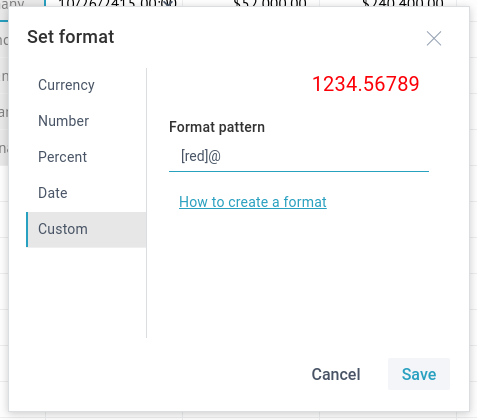 Set format
Currency
Number
Percent
Date
Custom
1234.56789
Format pattern
[red]@
How to create a format
Cancel
Save